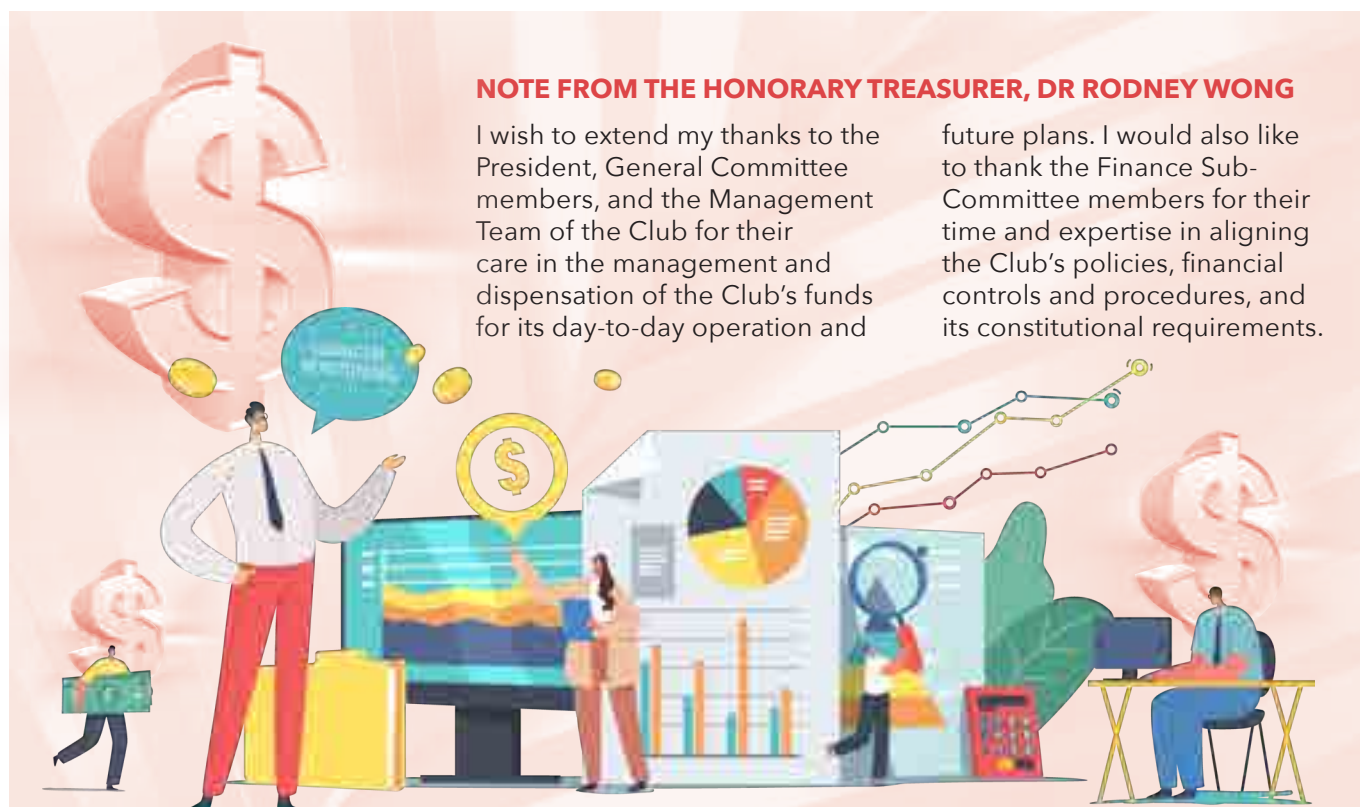 NOTE FROM THE HONORARY TREASURER, DR RODNEY WONG
I wish to extend my thanks to the
President, General Committee
members, and the Management
Team of the Club for their
care in the management and
dispensation of the Club's funds
for its day-to-day operation and
future plans. I would also like
to thank the Finance Sub-
Committee members for their
time and expertise in aligning
the Club's policies, financial
controls and procedures, and
its constitutional requirements.
$
$
$
$